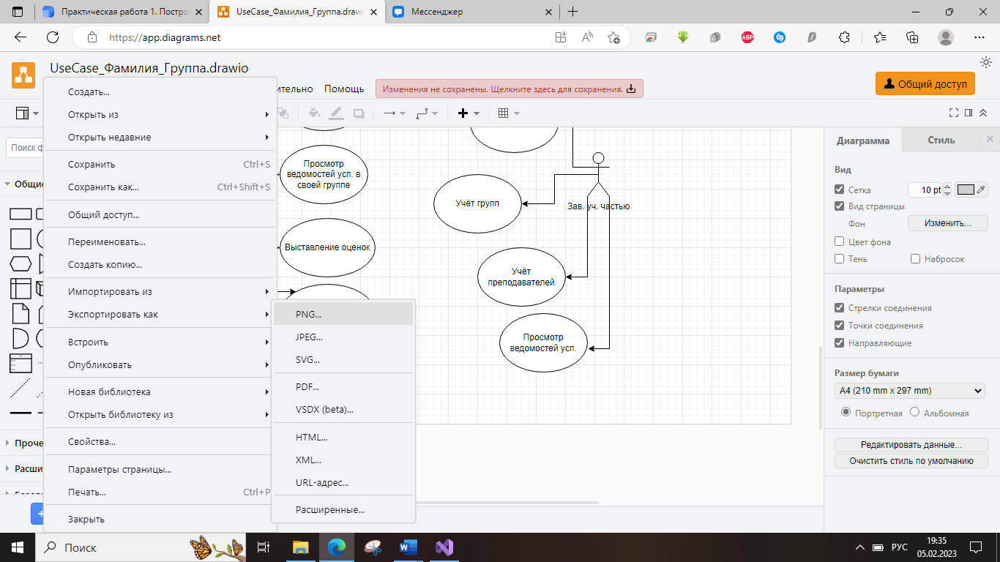 Практическая работа 1. Постро
UseCase_Фамилия_Группа.drawi
Мессенджер
https://app.diagrams.net
ABP
UseCase_Фамилия_Группа.drawio
ительно
Помощь
Изменения не сохранены. Щелкните здесь для сохранения.
Общий доступ
Поиск ф
Общие
Проче
Расши
Создать...
Открыть из
Открыть недавние
Сохранить Ctrl+S
Сохранить как... Ctrl+Shift+S
Общий доступ...
Переименовать...
Создать копию...
Импортировать из
Экспортировать как
Встроить
Опубликовать
Новая библиотека
Открыть библиотеку из
Свойства...
Параметры страницы...
Печать... Ctrl+P
Закрыть
PNG...
JPEG...
SVG...
PDF...
VSDX (beta)...
HTML...
XML...
URL-адрес...
Расширенные...
Просмотр
ведомостей усп. в
своей группе
Выставление оценок
Учёт групп
Зав. уч. частью
Учёт
преподавателей
Просмотр
ведомостей усп.
Диаграмма
Стиль
Вид
Сетка 10 pt
Вид страницы
Фон Изменить...
Цвет фона
Тень Набросок
Параметры
Стрелки соединения
Точки соединения
Направляющие
Размер бумаги
A4 (210 mm x 297 mm)
Портретная Альбомная
Редактировать данные...
Очистить стиль по умолчанию
Поиск
РУС
19:35
05.02.2023